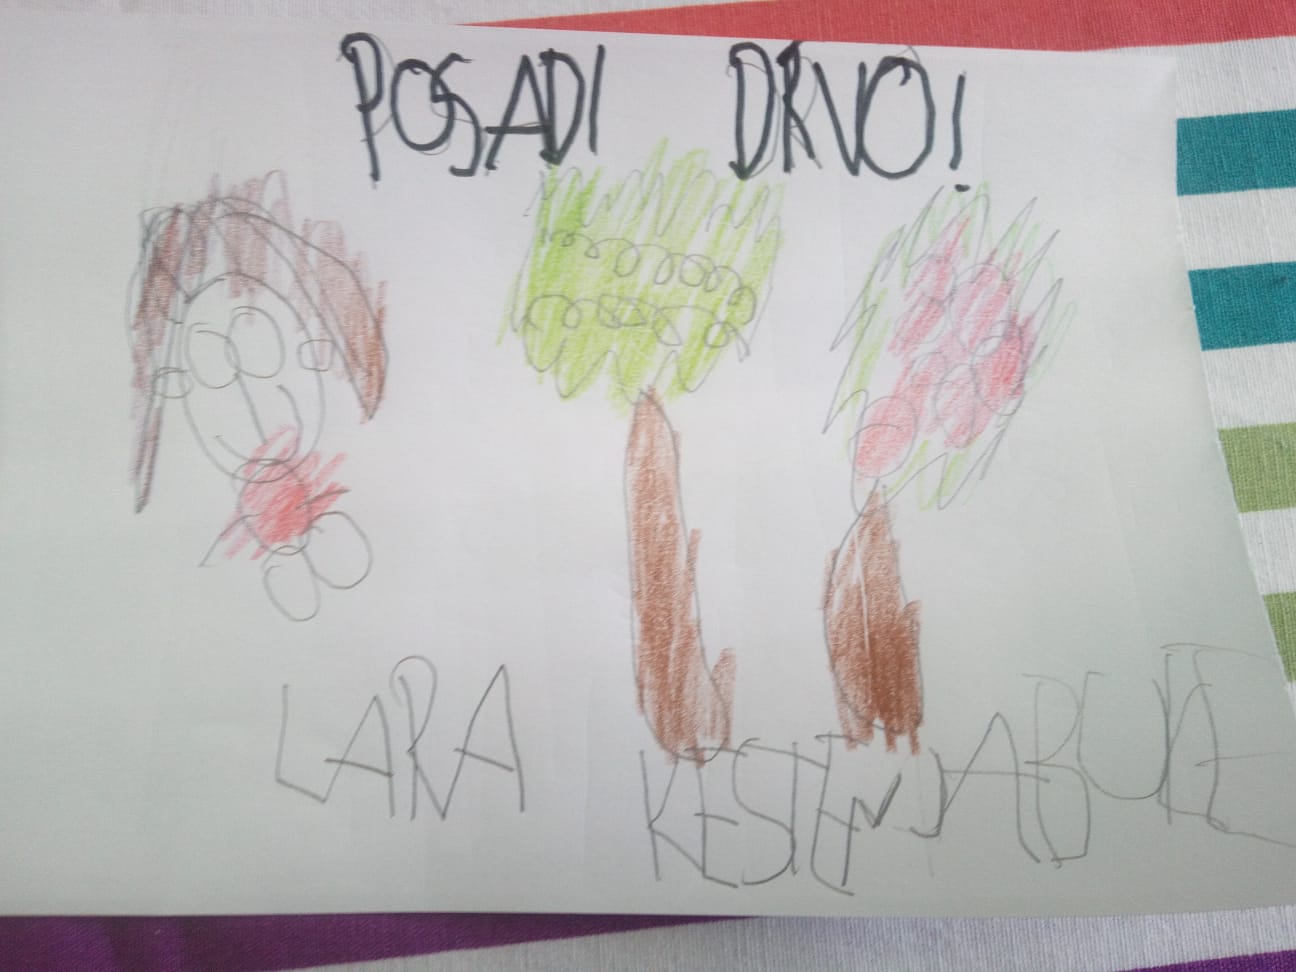 POSADI DRVO!
LARA
KESTEN JABUKE